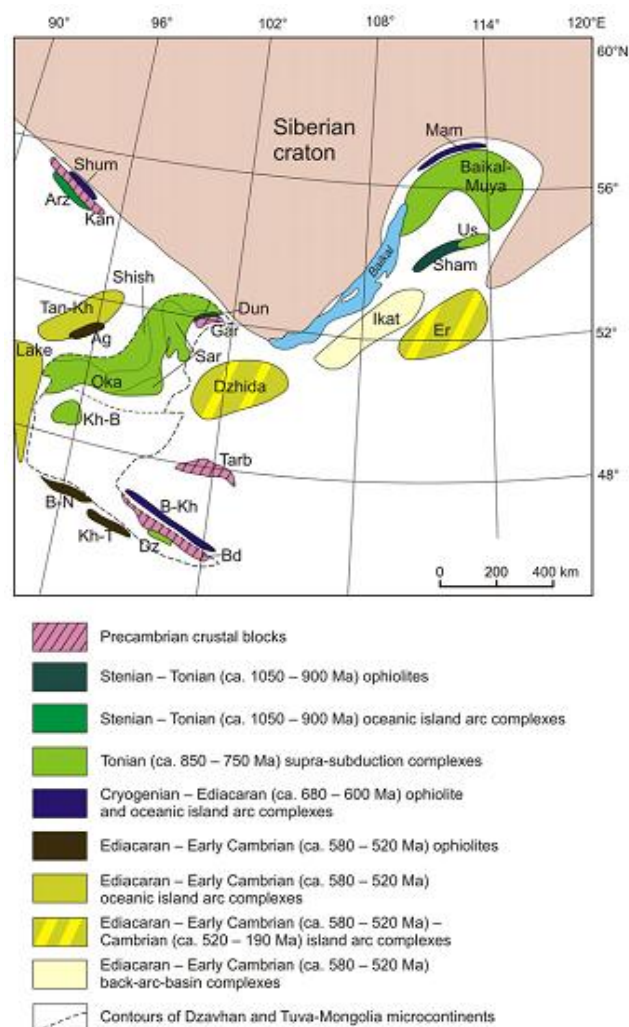 90° 96° 102° 108° 114° 120°E
60°N
Siberian
craton
Mam
Baikal-
Muya
Shum
56°
Arz
Kan
Us
Sham
Baikal
Shish
Tan-Kh
Dun
Gar
Ikat
Er
52°
Ag
Lake
Sar
Oka
Dzhida
Kh-B
Tarb
48°
B-N
B-Kh
Kh-T
Dz
Bd
0 200 400 km
Precambrian crustal blocks
Stenian – Tonian (ca. 1050 – 900 Ma) ophiolites
Stenian – Tonian (ca. 1050 – 900 Ma) oceanic island arc complexes
Tonian (ca. 850 – 750 Ma) supra-subduction complexes
Cryogenian – Ediacaran (ca. 680 – 600 Ma) ophiolite
and oceanic island arc complexes
Ediacaran – Early Cambrian (ca. 580 – 520 Ma) ophiolites
Ediacaran – Early Cambrian (ca. 580 – 520 Ma)
oceanic island arc complexes
Ediacaran – Early Cambrian (ca. 580 – 520 Ma) –
Cambrian (ca. 520 – 190 Ma) island arc complexes
Ediacaran – Early Cambrian (ca. 580 – 520 Ma)
back-arc-basin complexes
Contours of Dzavhan and Tuva-Mongolia microcontinents